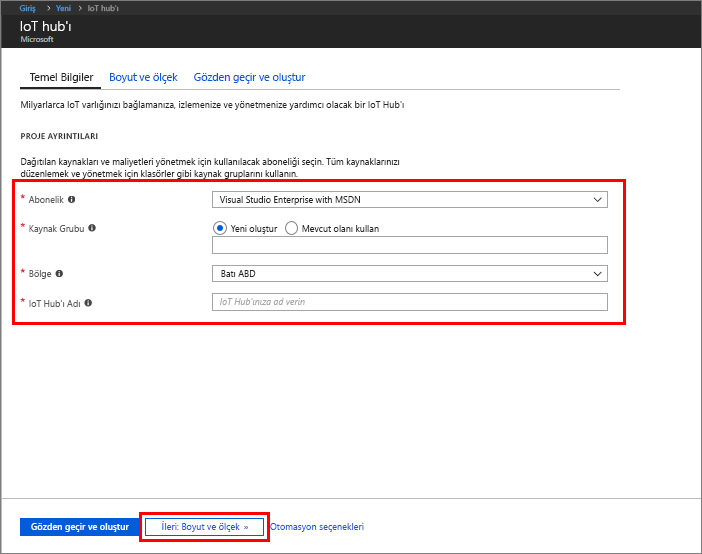 Giriş > Yeni > IoT hub'ı
IoT hub'ı
Microsoft
Temel Bilgiler Boyut ve ölçek Gözden geçir ve oluştur
Milyarlarca IoT varlığınızı bağlamanıza, izlemenize ve yönetmenize yardımcı olacak bir IoT Hub'ı
PROJE AYRINTILARI
Dağıtılan kaynakları ve maliyetleri yönetmek için kullanılacak aboneliği seçin. Tüm kaynaklarınızı
düzenlemek ve yönetmek için klasörler gibi kaynak gruplarını kullanın.
* Abonelik Visual Studio Enterprise with MSDN
* Kaynak Grubu Yeni oluştur Mevcut olanı kullan
* Bölge Batı ABD
* IoT Hub'ı Adı IoT Hub'ınıza ad verin
Gözden geçir ve oluştur İleri: Boyut ve ölçek » Otomasyon seçenekleri